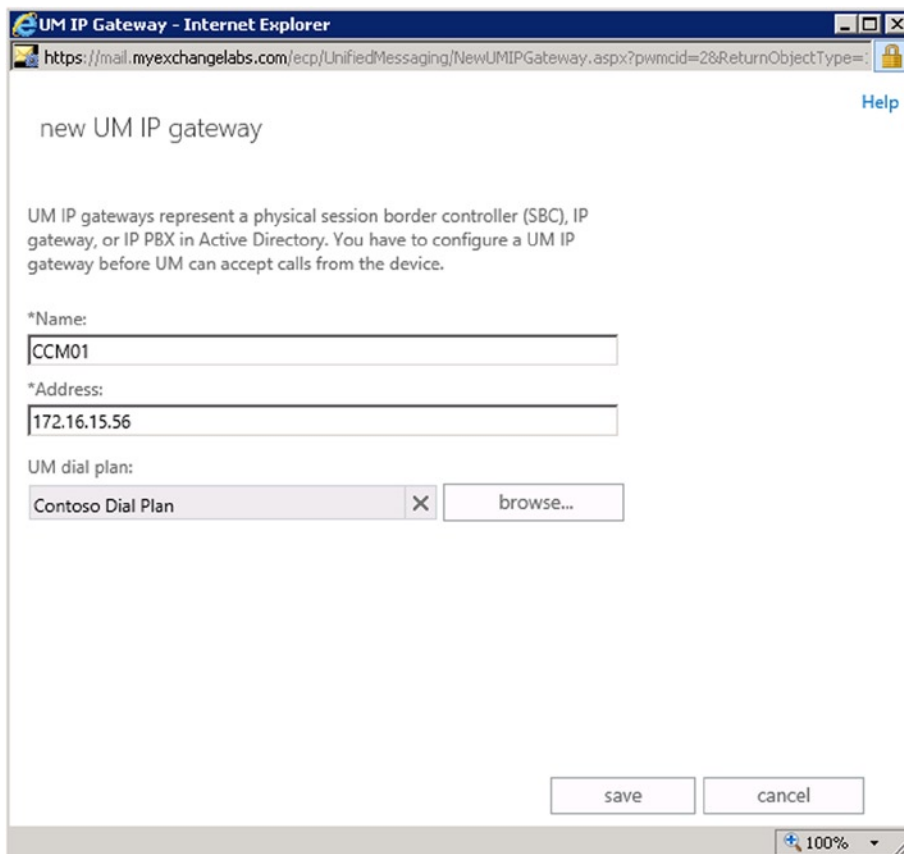 UM IP Gateway - Internet Explorer
https://mail.myexchangelabs.com/ecp/UnifiedMessaging/NewUMIPGateway.aspx?pwmcid=2&ReturnObjectType=
Help
new UM IP gateway
UM IP gateways represent a physical session border controller (SBC), IP
gateway, or IP PBX in Active Directory. You have to configure a UM IP
gateway before UM can accept calls from the device.
*Name:
CCM01
*Address:
172.16.15.56
UM dial plan:
Contoso Dial Plan
browse...
save
cancel
100%